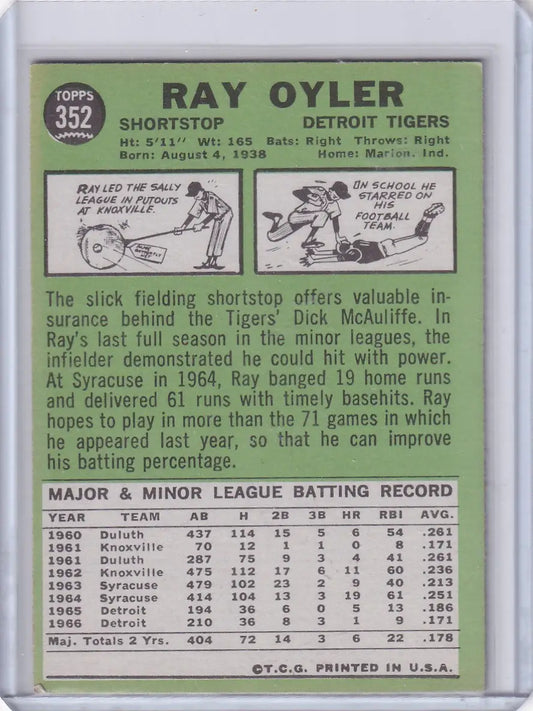 TOPPS
352
RAY OYLER
SHORTSTOP DETROIT TIGERS
Ht: 5'11" Wt: 165 Bats: Right Throws: Right
Born: August 4, 1938 Home: Marion, Ind.
RAY LED THE SALLY
LEAGUE IN PUTOUTS
AT KNOXVILLE.
IN SCHOOL HE
STARRED ON
HIS
FOOTBALL
TEAM.
The slick fielding shortstop offers valuable in-
surance behind the Tigers' Dick McAuliffe. In
Ray's last full season in the minor leagues, the
infielder demonstrated he could hit with power.
At Syracuse in 1964, Ray banged 19 home runs
and delivered 61 runs with timely basehits. Ray
hopes to play in more than the 71 games in which
he appeared last year, so that he can improve
his batting percentage.
MAJOR & MINOR LEAGUE BATTING RECORD
YEAR TEAM AB H 2B 3B HR RBI AVG.
1960 Duluth 437 114 15 5 6 54 .261
1961 Knoxville 70 12 1 1 0 8 .171
1961 Duluth 287 75 9 3 4 41 .261
1962 Knoxville 475 112 17 6 11 60 .236
1963 Syracuse 479 102 23 2 9 40 .213
1964 Syracuse 414 104 13 3 19 61 .251
1965 Detroit 194 36 6 0 5 13 .186
1966 Detroit 210 36 8 3 1 9 .171
Maj. Totals 2 Yrs. 404 72 14 3 6 22 .178
©T.C.G. PRINTED IN U.S.A.